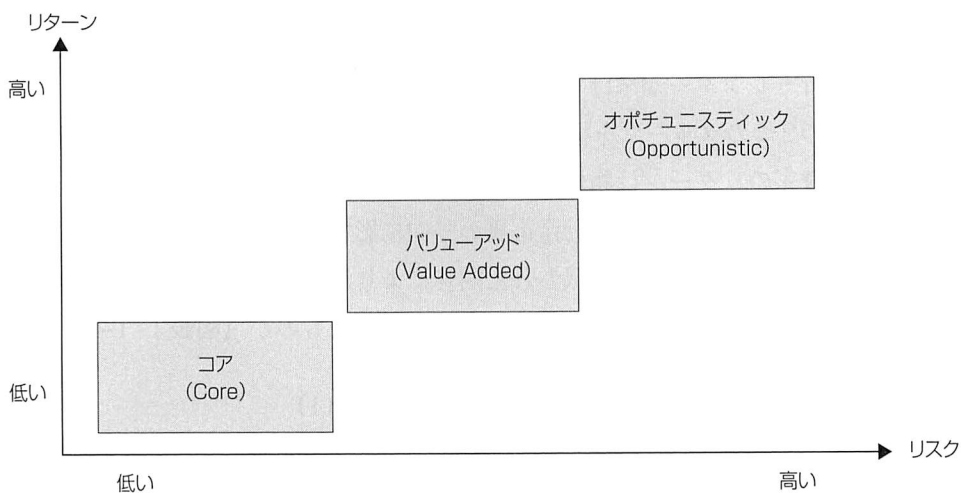 リターン
高い
オポチュニスティック
(Opportunistic)
バリューアッド
(Value Added)
コア
(Core)
低い
リスク
低い
高い